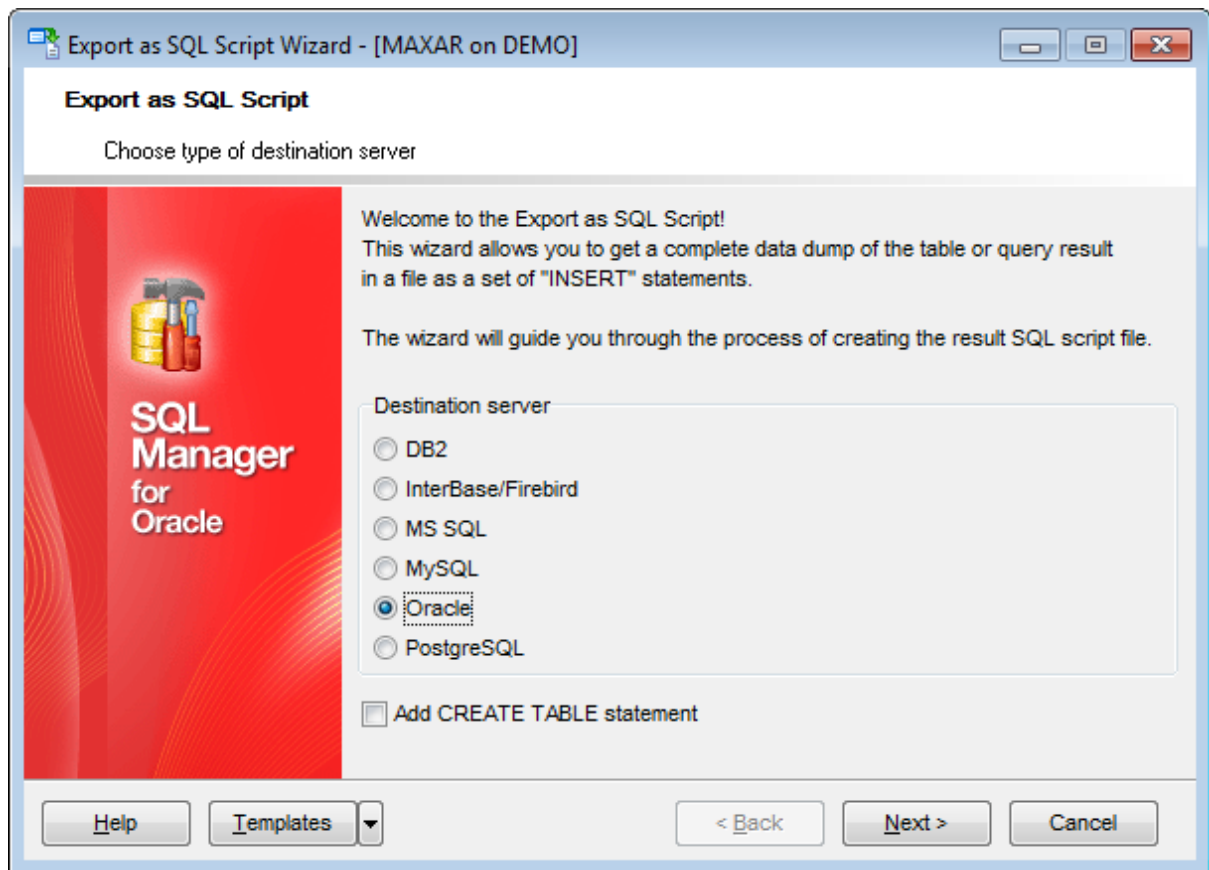 Export as SQL Script Wizard - [MAXAR on DEMO]
Export as SQL Script
Choose type of destination server
Welcome to the Export as SQL Script!
This wizard allows you to get a complete data dump of the table or query result
in a file as a set of "INSERT" statements.
The wizard will guide you through the process of creating the result SQL script file.
SQL
Manager
for
Oracle
Destination server
DB2
InterBase/Firebird
MS SQL
MySQL
Oracle
PostgreSQL
Add CREATE TABLE statement
Help
Templates
< Back
Next >
Cancel